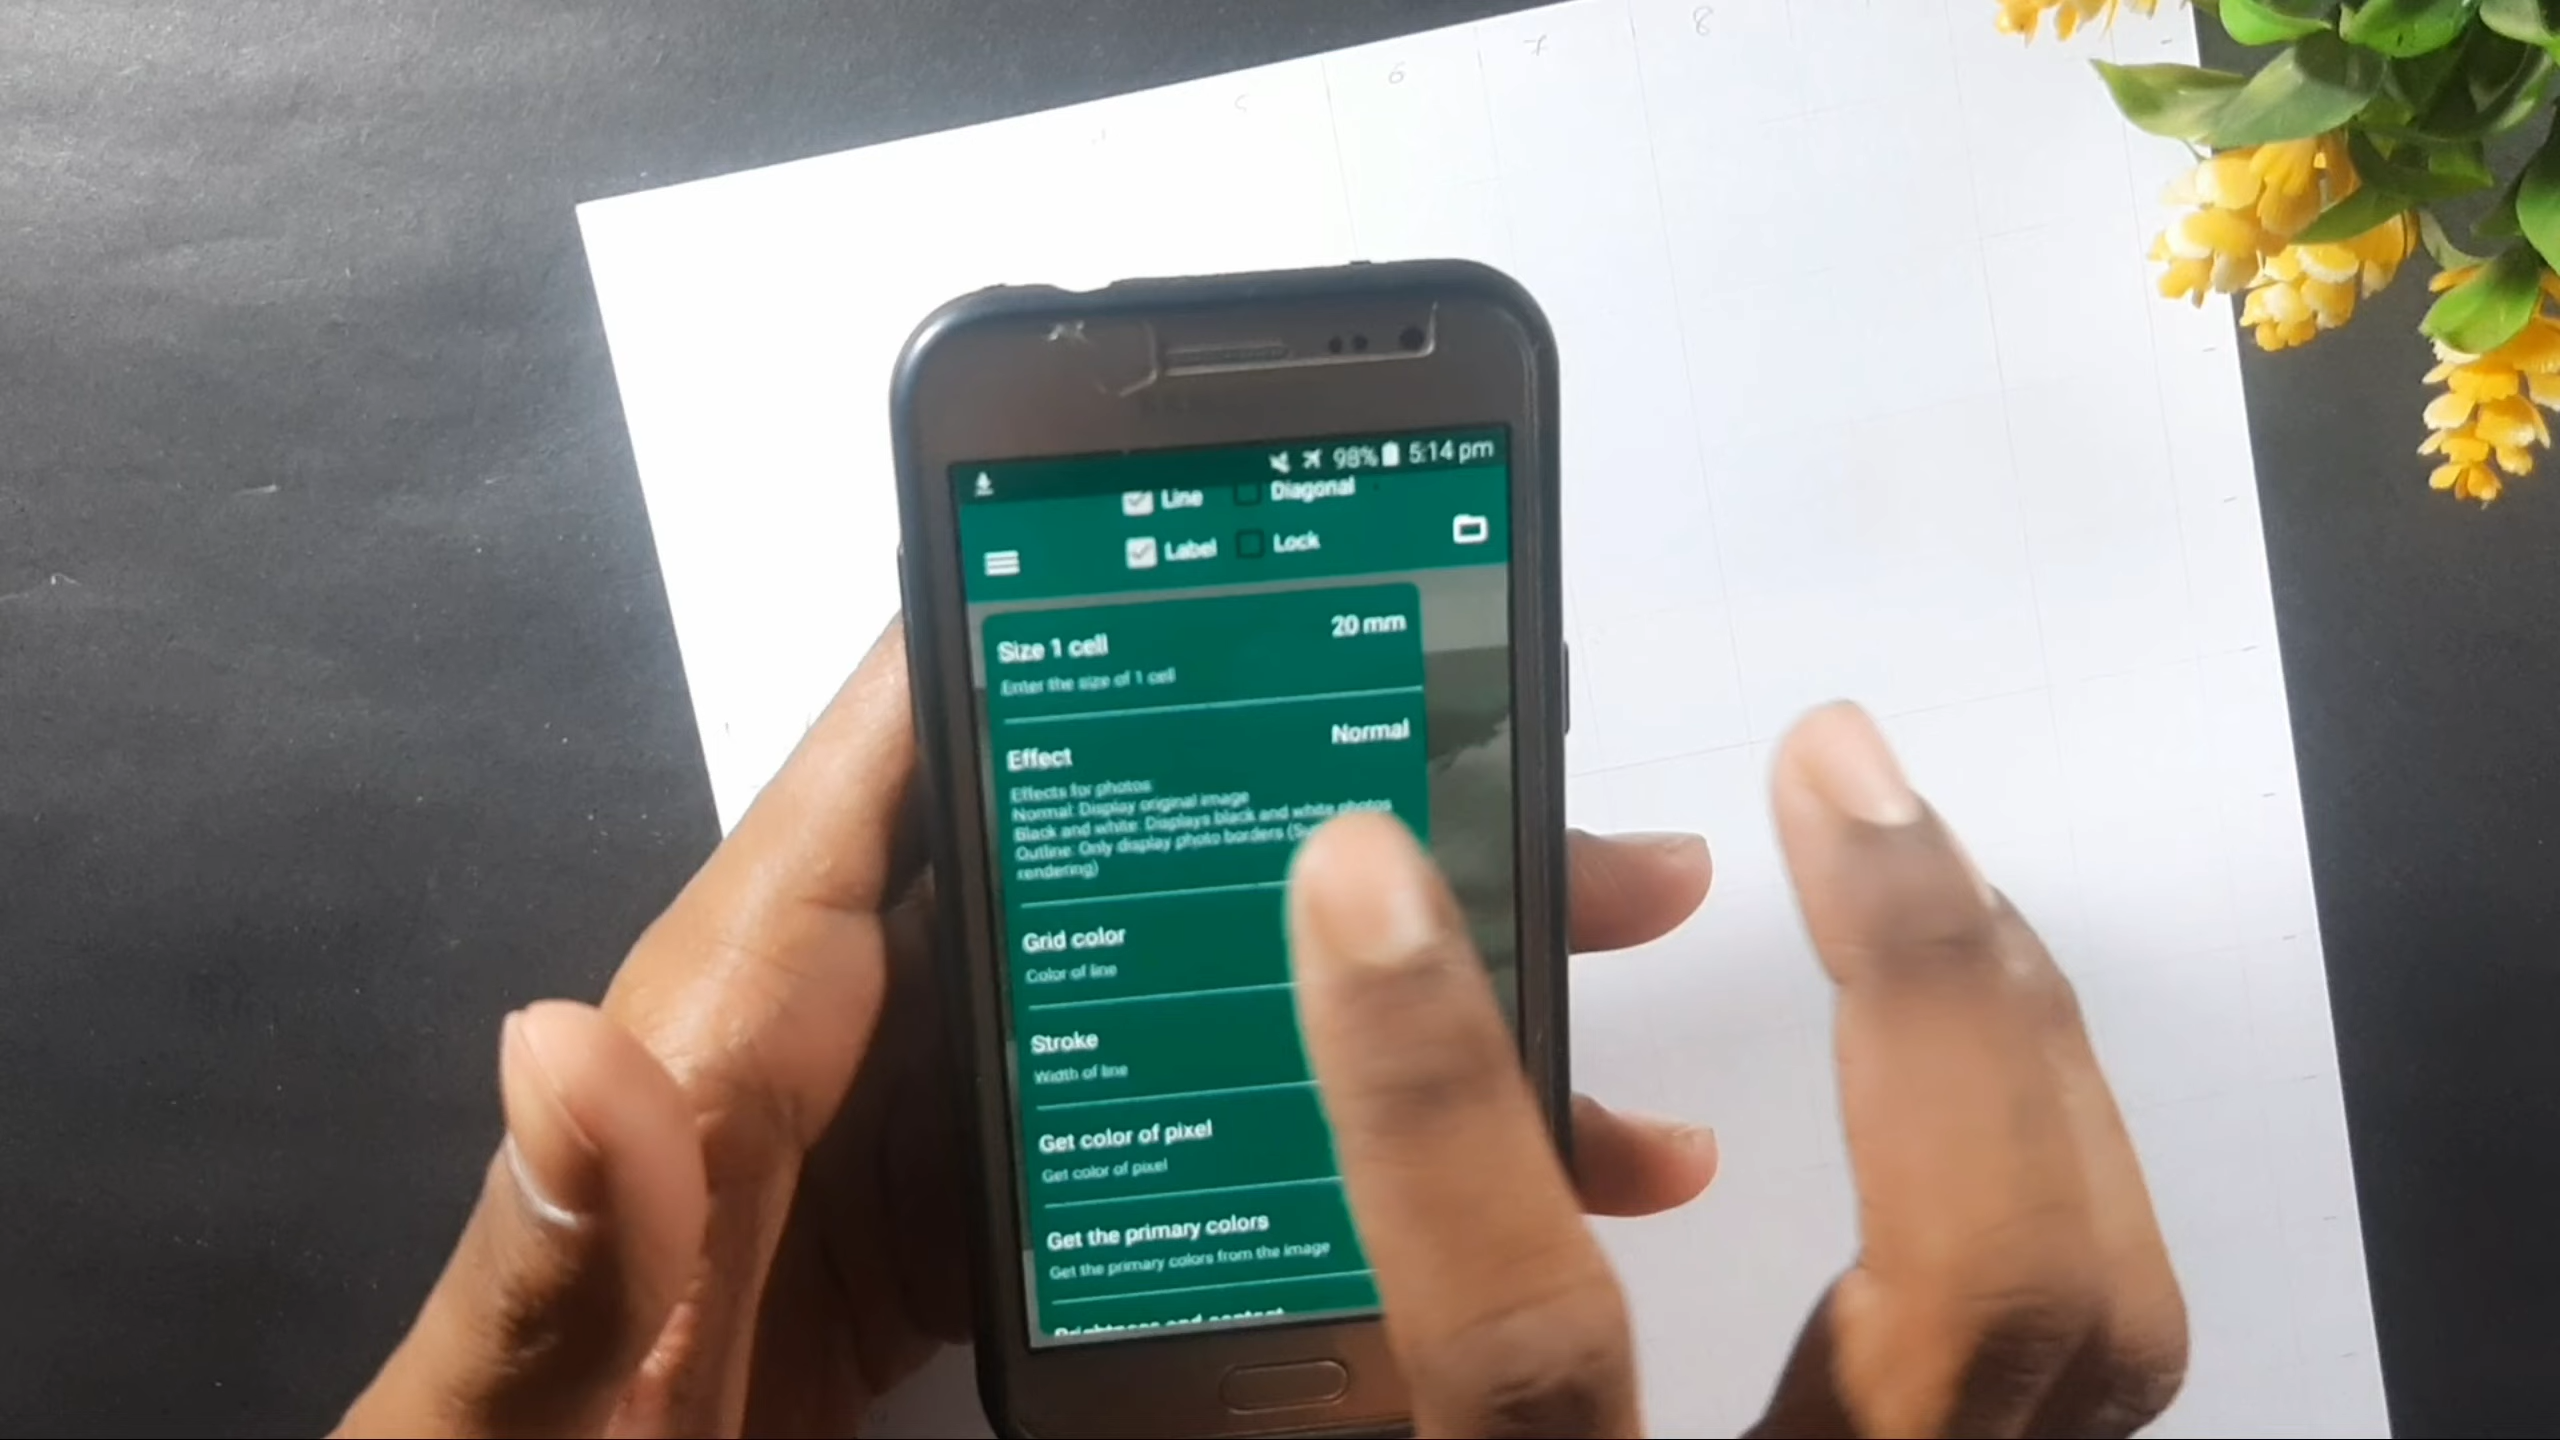 5 6 7 8
98% 5:14 pm
Line Diagonal
Label Lock
Size 1 cell 20 mm
Enter the size of 1 cell
Effect Normal
Effects for photos
Normal: Display original image
Black and white: Displays black and white photos
Outline: Only display photo borders
rendering)
Grid color
Color of line
Stroke
Width of line
Get color of pixel
Get color of pixel
Get the primary colors
Get the primary colors from the image